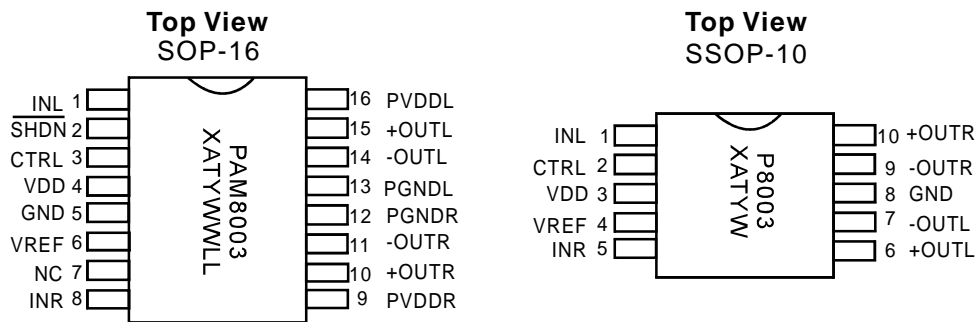 Top View
SOP-16
INL 1
SHDN 2
CTRL 3
VDD 4
GND 5
VREF 6
NC 7
INR 8
PAM8003
XATYWWLL
16 PVDDL
15 +OUTL
14 -OUTL
13 PGNDL
12 PGNDR
11 -OUTR
10 +OUTR
9 PVDDR
Top View
SSOP-10
INL 1
CTRL 2
VDD 3
VREF 4
INR 5
P8003
XATYW
10 +OUTR
9 -OUTR
8 GND
7 -OUTL
6 +OUTL